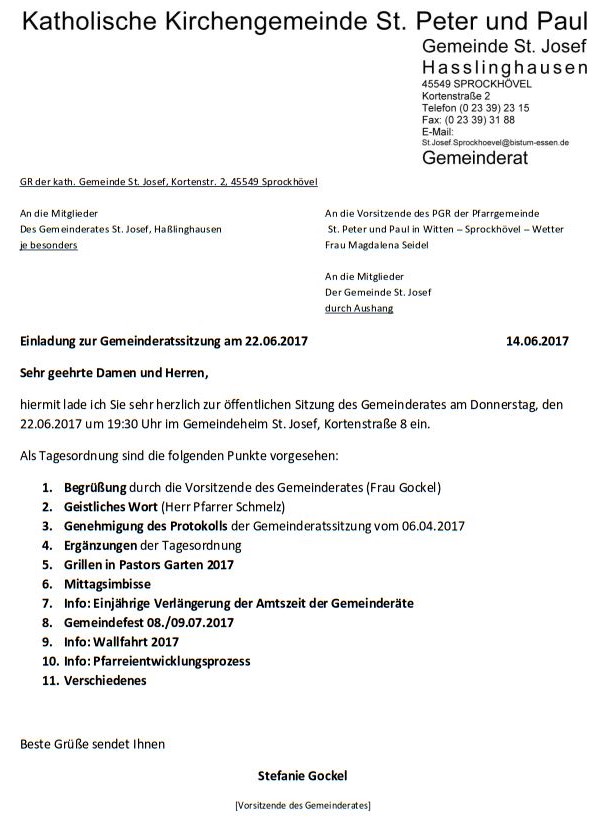 Katholische Kirchengemeinde St. Peter und Paul
Gemeinde St. Josef
Hasslinghausen
45549 SPROCKHÖVEL
Kortenstraße 2
Telefon (0 23 39) 23 15
Fax: (0 23 39) 31 88
E-Mail:
St.Josef.Sprockhoevel@bistum-essen.de
Gemeinderat
GR der kath. Gemeinde St. Josef, Kortenstr. 2, 45549 Sprockhövel
An die Mitglieder
Des Gemeinderates St. Josef, Haßlinghausen
je besonders
An die Vorsitzende des PGR der Pfarrgemeinde
St. Peter und Paul in Witten – Sprockhövel – Wetter
Frau Magdalena Seidel
An die Mitglieder
Der Gemeinde St. Josef
durch Aushang
Einladung zur Gemeinderatssitzung am 22.06.2017 14.06.2017
Sehr geehrte Damen und Herren,
hiermit lade ich Sie sehr herzlich zur öffentlichen Sitzung des Gemeinderates am Donnerstag, den
22.06.2017 um 19:30 Uhr im Gemeindeheim St. Josef, Kortenstraße 8 ein.
Als Tagesordnung sind die folgenden Punkte vorgesehen:
1. Begrüßung durch die Vorsitzende des Gemeinderates (Frau Gockel)
2. Geistliches Wort (Herr Pfarrer Schmelz)
3. Genehmigung des Protokolls der Gemeinderatssitzung vom 06.04.2017
4. Ergänzungen der Tagesordnung
5. Grillen in Pastors Garten 2017
6. Mittagsimbisse
7. Info: Einjährige Verlängerung der Amtszeit der Gemeinderäte
8. Gemeindefest 08./09.07.2017
9. Info: Wallfahrt 2017
10. Info: Pfarreientwicklungsprozess
11. Verschiedenes
Beste Grüße sendet Ihnen
Stefanie Gockel
[Vorsitzende des Gemeinderates]